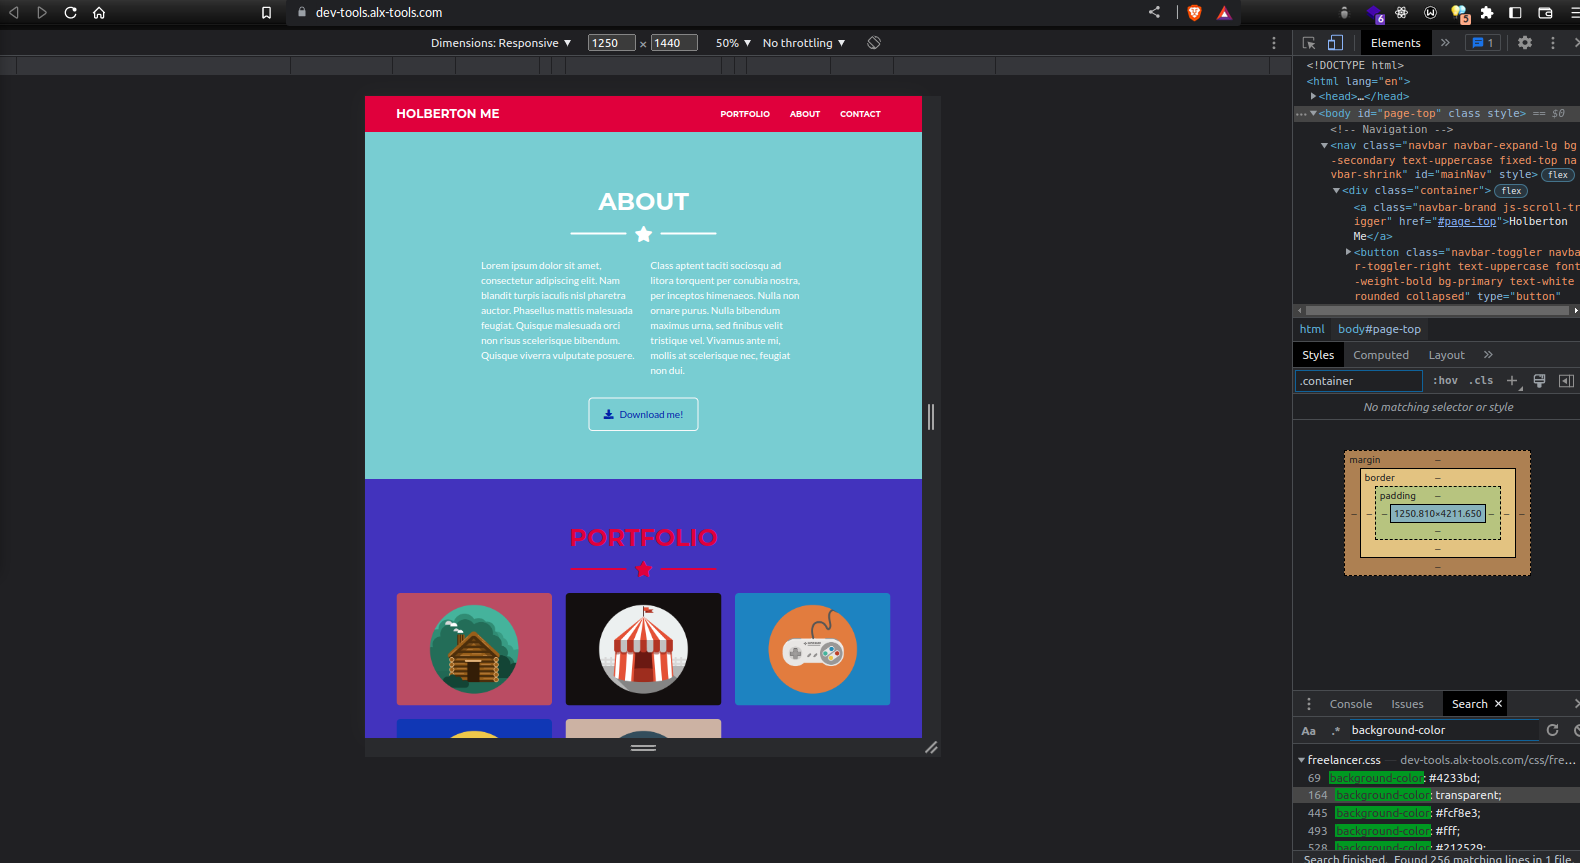 dev-tools.alx-tools.com
6
5
Dimensions: Responsive ▼ 1250 × 1440 50% ▼ No throttling ▼
Elements » 1
HOLBERTON ME
PORTFOLIO ABOUT CONTACT
ABOUT
Lorem ipsum dolor sit amet,
consectetur adipiscing elit. Nam
blandit turpis iaculis nisl pharetra
auctor. Phasellus mattis malesuada
feugiat. Quisque malesuada orci
non risus scelerisque bibendum.
Quisque viverra vulputate posuere.
Class aptent taciti sociosqu ad
litora torquent per conubia nostra,
per inceptos himenaeos. Nulla non
ornare purus. Nulla bibendum
maximus urna, sed finibus velit
tristique vel. Vivamus ante mi,
mollis at scelerisque nec, feugiat
non dui.
Download me!
PORTFOLIO
<!DOCTYPE html>
<html lang="en">
▶<head>…</head>
…▼<body id="page-top" class style> == $0
<!-- Navigation -->
▼<nav class="navbar navbar-expand-lg bg
-secondary text-uppercase fixed-top na
vbar-shrink" id="mainNav" style> flex
▼<div class="container"> flex
<a class="navbar-brand js-scroll-tr
igger" href="#page-top">Holberton
Me</a>
▶<button class="navbar-toggler navba
r-toggler-right text-uppercase font
-weight-bold bg-primary text-white
rounded collapsed" type="button"
html body#page-top
Styles Computed Layout »
.container :hov .cls +
No matching selector or style
margin –
border –
padding –
– – – 1250.810×4211.650 – – –
–
–
–
Console Issues Search ×
Aa .* background-color
▼freelancer.css — dev-tools.alx-tools.com/css/fre…
69 background-color: #4233bd;
164 background-color: transparent;
445 background-color: #fcf8e3;
493 background-color: #fff;
528 background-color: #212529;
Search finished. Found 256 matching lines in 1 file.